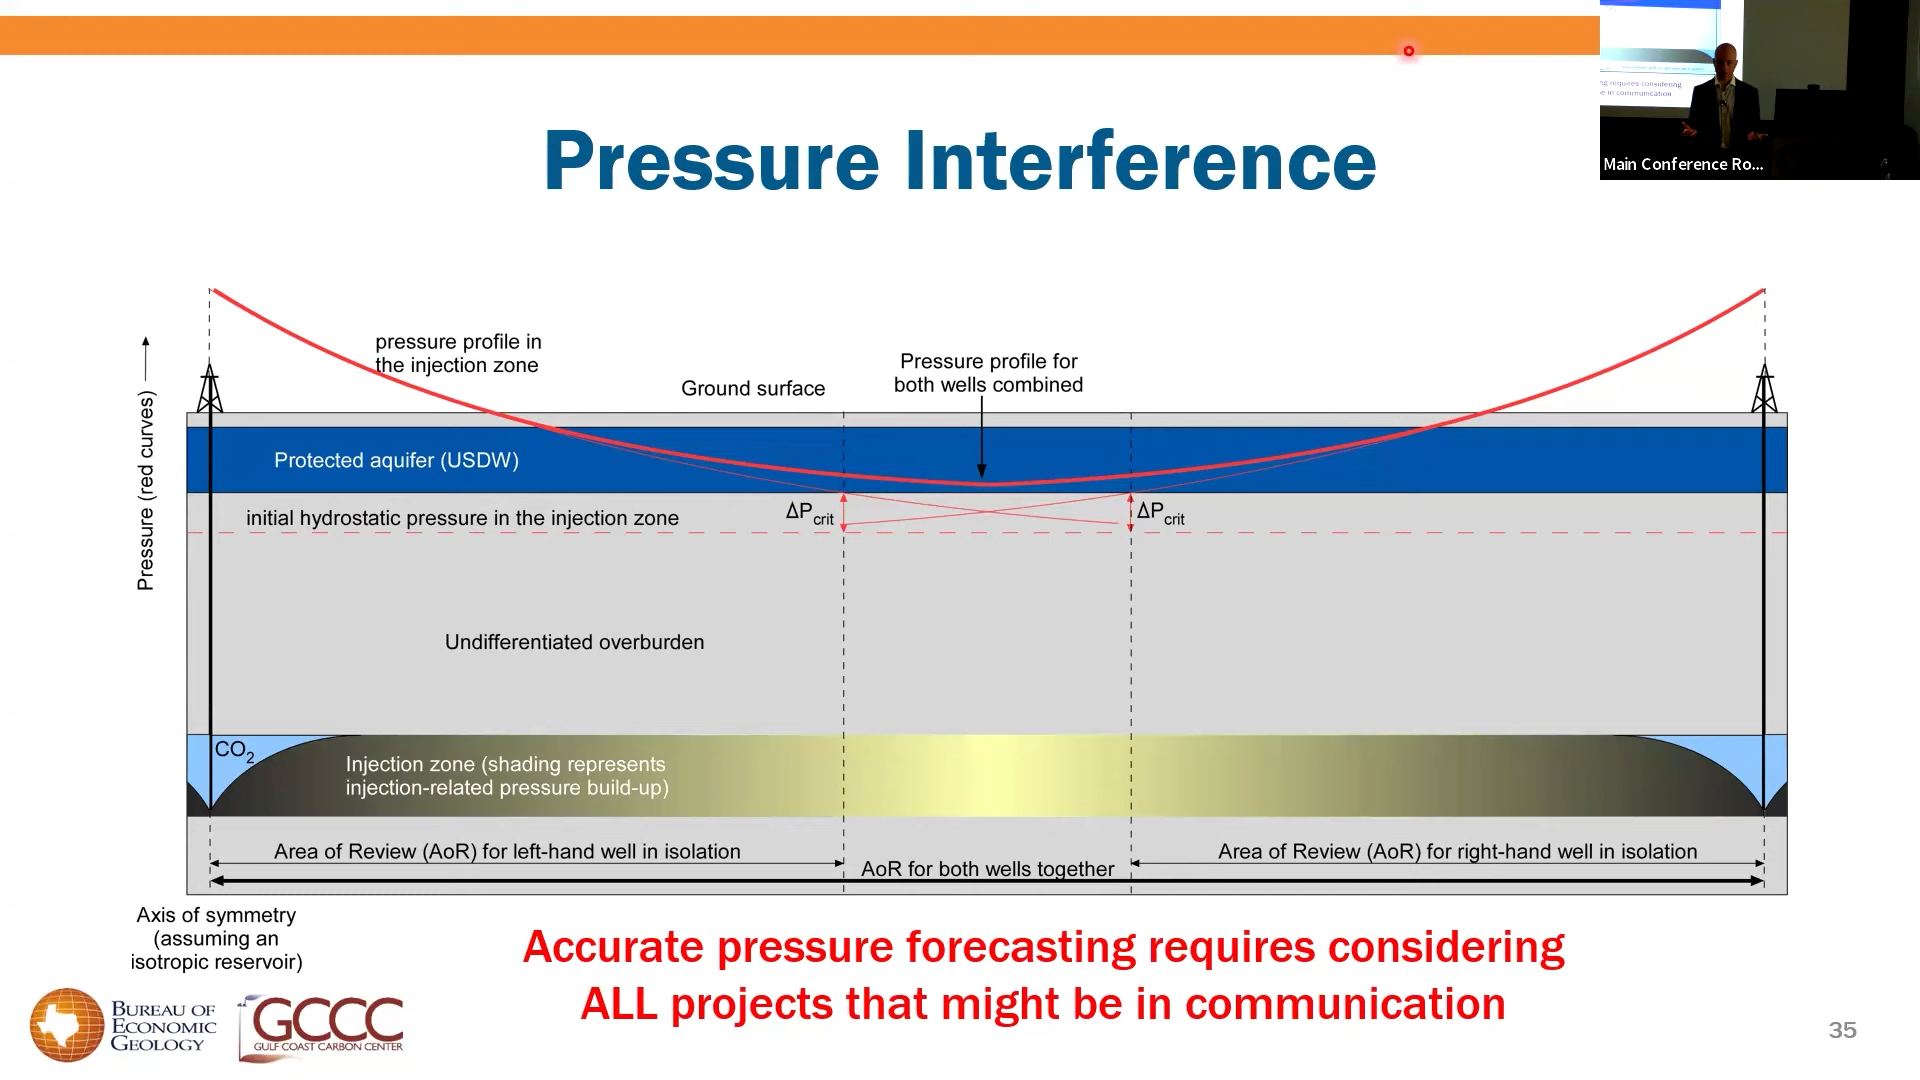 Pressure Interference
ng requires considering
e in communication
Main Conference Ro...
pressure profile in
the injection zone
Ground surface
Pressure profile for
both wells combined
Pressure (red curves)
Protected aquifer (USDW)
initial hydrostatic pressure in the injection zone
ΔPcrit
ΔPcrit
Undifferentiated overburden
CO2
Injection zone (shading represents
injection-related pressure build-up)
Area of Review (AoR) for left-hand well in isolation
AoR for both wells together
Area of Review (AoR) for right-hand well in isolation
Axis of symmetry
(assuming an
isotropic reservoir)
Accurate pressure forecasting requires considering
ALL projects that might be in communication
BUREAU OF
ECONOMIC
GEOLOGY
GCCC
GULF COAST CARBON CENTER
35